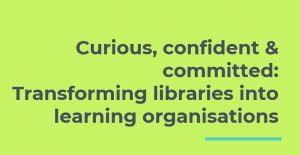 Curious, confident &
committed:
Transforming libraries into
learning organisations